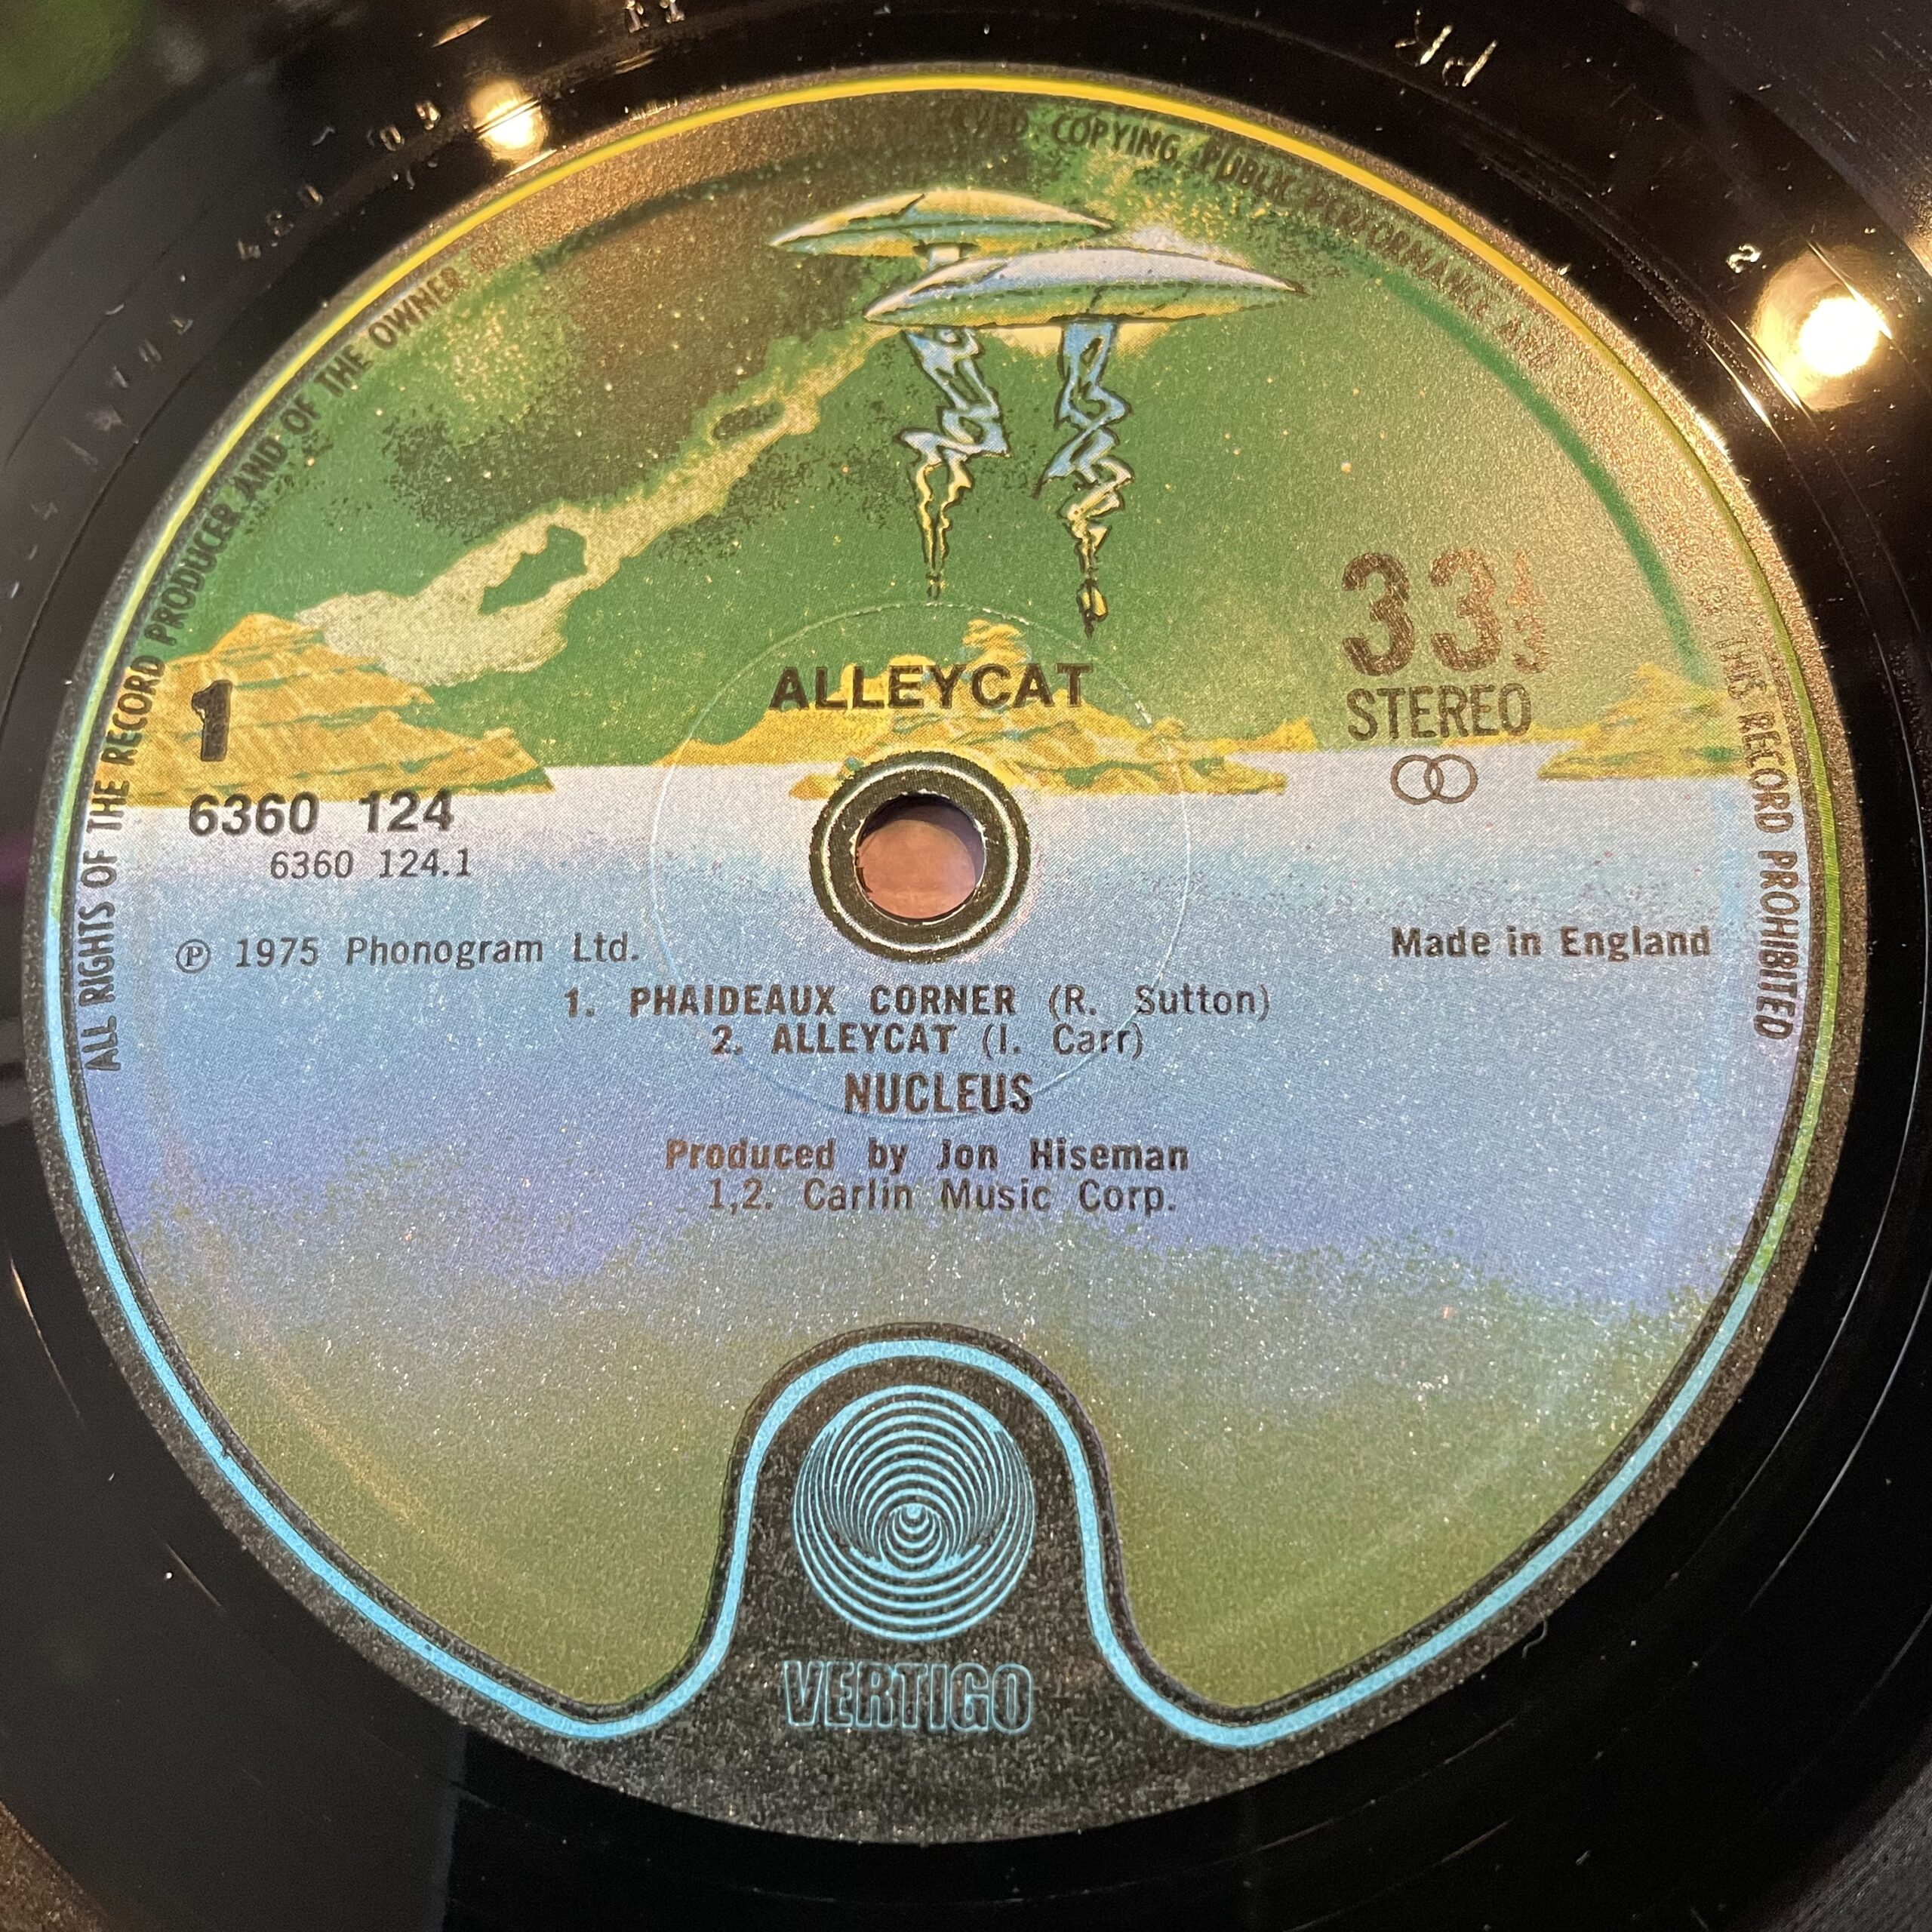 ALL RIGHTS OF THE RECORD PRODUCER AND OF THE OWNER
COPYING, PUBLIC PERFORMANCE
THIS RECORD PROHIBITED
ALLEYCAT
33 1/3
STEREO
1
6360 124
6360 124.1
℗ 1975 Phonogram Ltd.
Made in England
1. PHAIDEAUX CORNER (R. Sutton)
2. ALLEYCAT (I. Carr)
NUCLEUS
Produced by Jon Hiseman
1,2. Carlin Music Corp.
VERTIGO